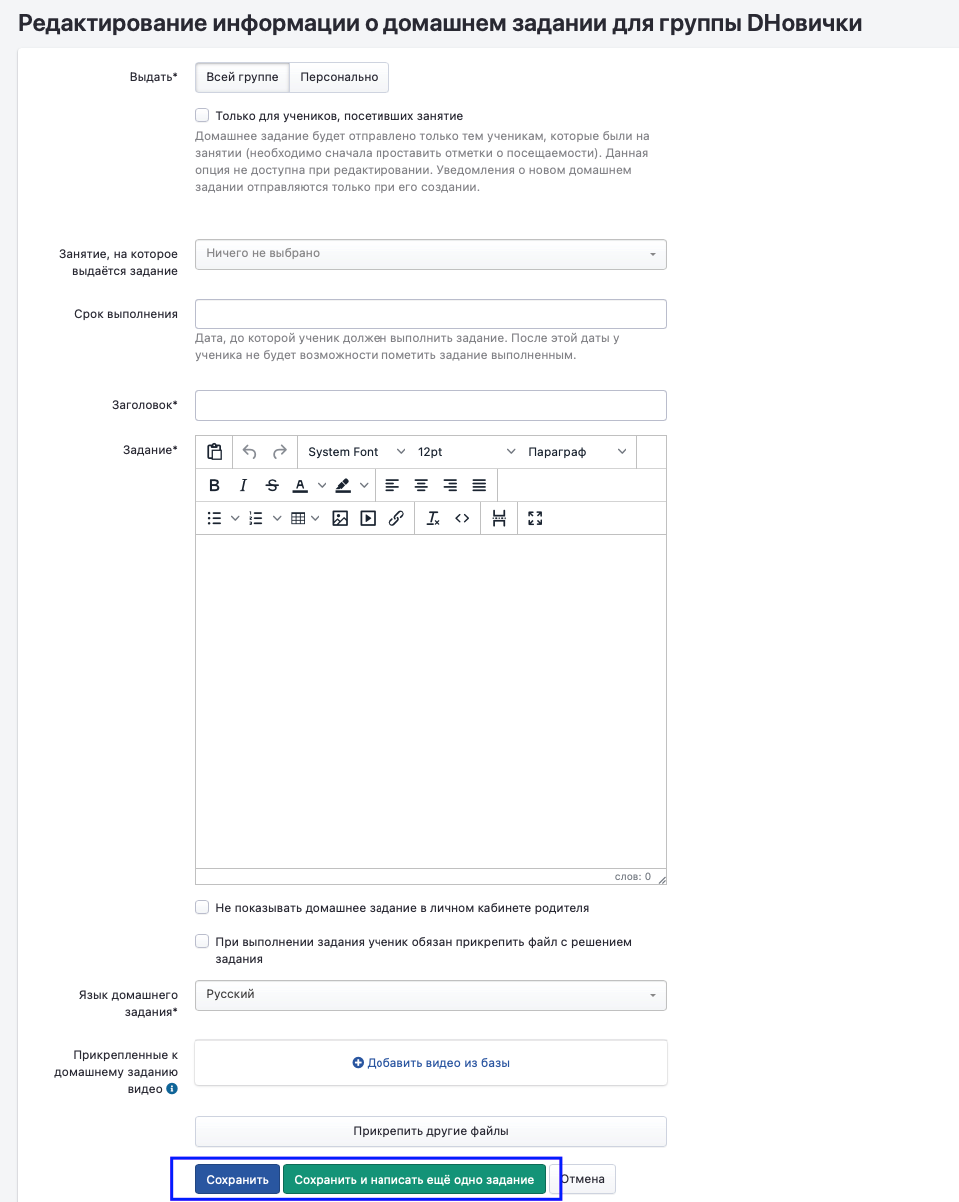 Редактирование информации о домашнем задании для группы DНовички
Выдать*
Всей группе Персонально
Только для учеников, посетивших занятие
Домашнее задание будет отправлено только тем ученикам, которые были на
занятии (необходимо сначала проставить отметки о посещаемости). Данная
опция не доступна при редактировании. Уведомления о новом домашнем
задании отправляются только при его создании.
Занятие, на которое
выдаётся задание
Ничего не выбрано
Срок выполнения
Дата, до которой ученик должен выполнить задание. После этой даты у
ученика не будет возможности пометить задание выполненным.
Заголовок*
Задание*
System Font 12pt Параграф
слов: 0
Не показывать домашнее задание в личном кабинете родителя
При выполнении задания ученик обязан прикрепить файл с решением
задания
Язык домашнего
задания*
Русский
Прикрепленные к
домашнему заданию
видео
Добавить видео из базы
Прикрепить другие файлы
Сохранить Сохранить и написать ещё одно задание Отмена